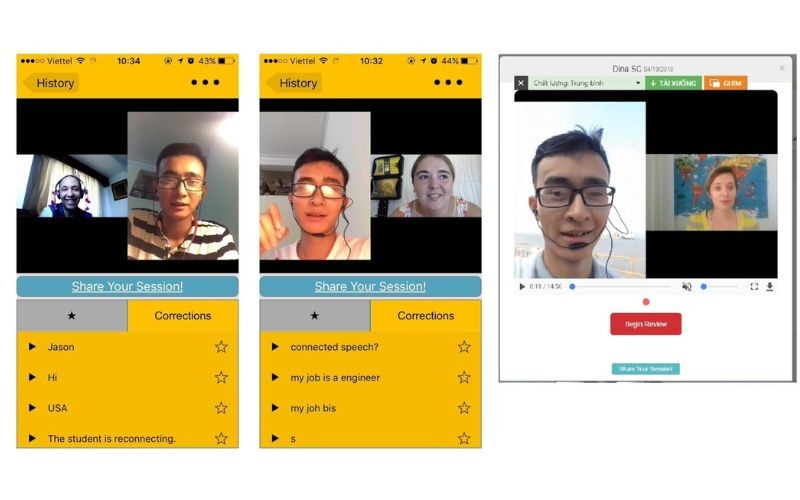 Viettel 10:34 43%
History
Share Your Session!
★ Corrections
Jason
Hi
USA
The student is reconnecting.
Viettel 10:32 44%
History
Share Your Session!
★ Corrections
connected speech?
my job is a engineer
my joh bis
s
Dina SC 04/18/2019
Chất lượng: Trung bình TẢI XUỐNG GHIM
0:19 / 14:56
Begin Review
Share Your Session!